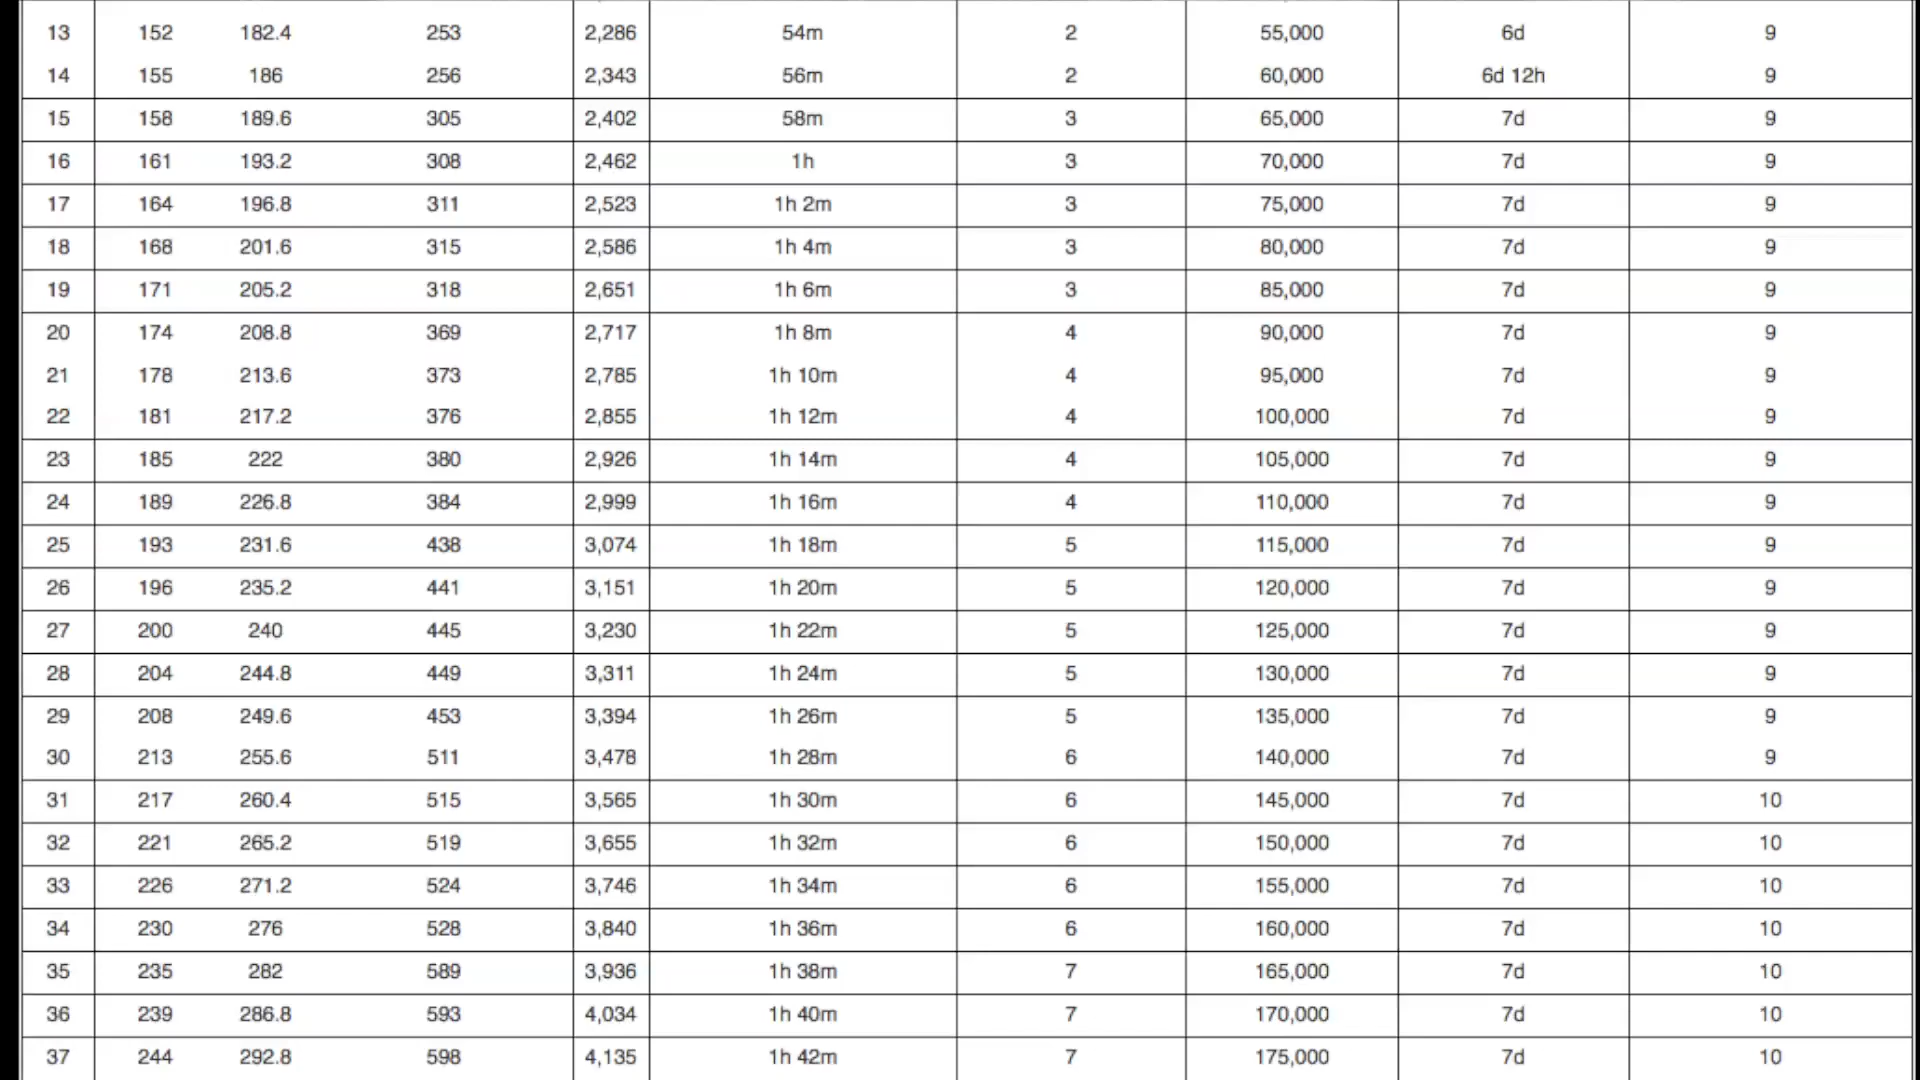 13 152 182.4 253 2,286 54m 2 55,000 6d 9
14 155 186 256 2,343 56m 2 60,000 6d 12h 9
15 158 189.6 305 2,402 58m 3 65,000 7d 9
16 161 193.2 308 2,462 1h 3 70,000 7d 9
17 164 196.8 311 2,523 1h 2m 3 75,000 7d 9
18 168 201.6 315 2,586 1h 4m 3 80,000 7d 9
19 171 205.2 318 2,651 1h 6m 3 85,000 7d 9
20 174 208.8 369 2,717 1h 8m 4 90,000 7d 9
21 178 213.6 373 2,785 1h 10m 4 95,000 7d 9
22 181 217.2 376 2,855 1h 12m 4 100,000 7d 9
23 185 222 380 2,926 1h 14m 4 105,000 7d 9
24 189 226.8 384 2,999 1h 16m 4 110,000 7d 9
25 193 231.6 438 3,074 1h 18m 5 115,000 7d 9
26 196 235.2 441 3,151 1h 20m 5 120,000 7d 9
27 200 240 445 3,230 1h 22m 5 125,000 7d 9
28 204 244.8 449 3,311 1h 24m 5 130,000 7d 9
29 208 249.6 453 3,394 1h 26m 5 135,000 7d 9
30 213 255.6 511 3,478 1h 28m 6 140,000 7d 9
31 217 260.4 515 3,565 1h 30m 6 145,000 7d 10
32 221 265.2 519 3,655 1h 32m 6 150,000 7d 10
33 226 271.2 524 3,746 1h 34m 6 155,000 7d 10
34 230 276 528 3,840 1h 36m 6 160,000 7d 10
35 235 282 589 3,936 1h 38m 7 165,000 7d 10
36 239 286.8 593 4,034 1h 40m 7 170,000 7d 10
37 244 292.8 598 4,135 1h 42m 7 175,000 7d 10